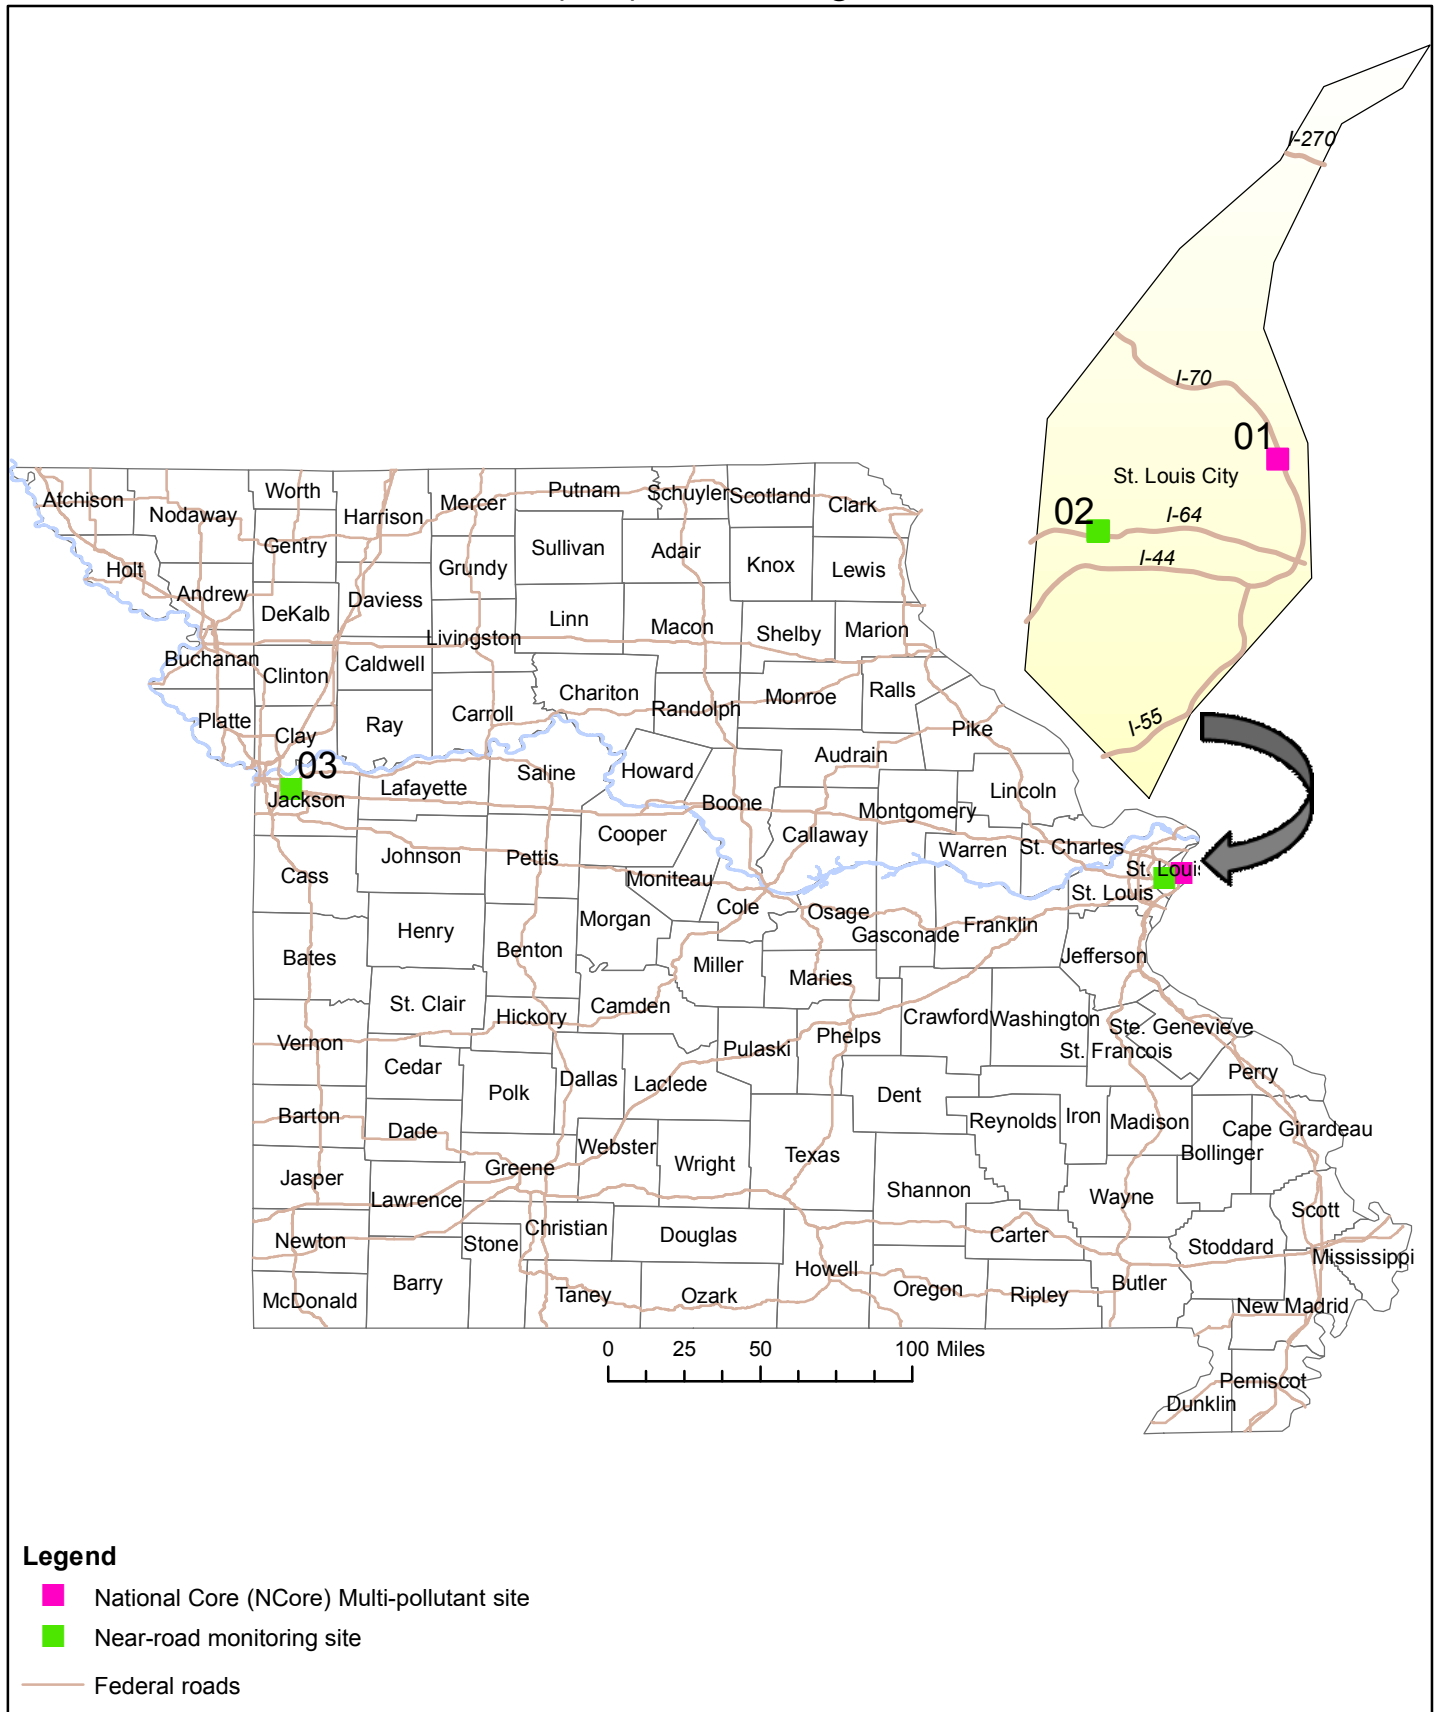 I-270
I-70
01
St. Louis City
02
I-64
I-44
I-55
Atchison
Nodaway
Worth
Harrison
Mercer
Putnam
Schuyler
Scotland
Clark
Gentry
Sullivan
Adair
Knox
Lewis
Holt
Andrew
DeKalb
Daviess
Grundy
Linn
Macon
Shelby
Marion
Livingston
Buchanan
Clinton
Caldwell
Chariton
Randolph
Monroe
Ralls
Platte
Clay
Ray
Carroll
Pike
Audrain
03
Jackson
Lafayette
Saline
Howard
Boone
Lincoln
Montgomery
Callaway
Cooper
Warren
St. Charles
Johnson
Pettis
Cass
Moniteau
St. Louis
St. Louis
Cole
Osage
Morgan
Franklin
Gasconade
Henry
Benton
Bates
Miller
Maries
Jefferson
St. Clair
Camden
Hickory
Crawford
Washington
Ste. Genevieve
Vernon
Pulaski
Phelps
St. Francois
Cedar
Dallas
Laclede
Perry
Polk
Dent
Barton
Dade
Reynolds
Iron
Madison
Cape Girardeau
Webster
Wright
Texas
Bollinger
Greene
Jasper
Lawrence
Shannon
Wayne
Scott
Christian
Douglas
Carter
Newton
Stone
Stoddard
Mississippi
Barry
Howell
Oregon
Butler
McDonald
Taney
Ozark
Ripley
New Madrid
Pemiscot
Dunklin
0 25 50 100 Miles
Legend
National Core (NCore) Multi-pollutant site
Near-road monitoring site
Federal roads